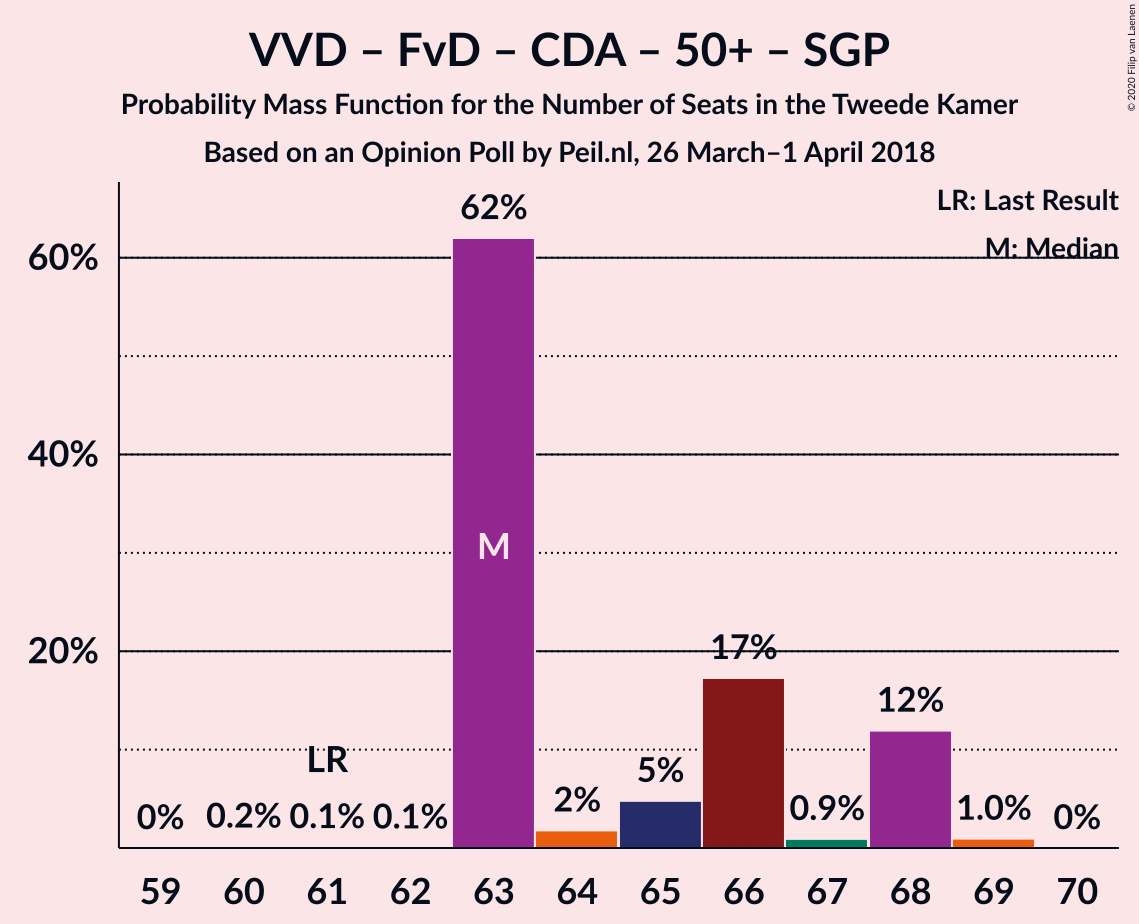 VVD – FvD – CDA – 50+ – SGP
Probability Mass Function for the Number of Seats in the Tweede Kamer
Based on an Opinion Poll by Peil.nl, 26 March–1 April 2018
© 2020 Filip van Laenen
LR: Last Result
M: Median
60%
40%
20%
62%
M
17%
12%
LR
5%
2%
0% 0.2% 0.1% 0.1% 0.9% 1.0% 0%
59 60 61 62 63 64 65 66 67 68 69 70